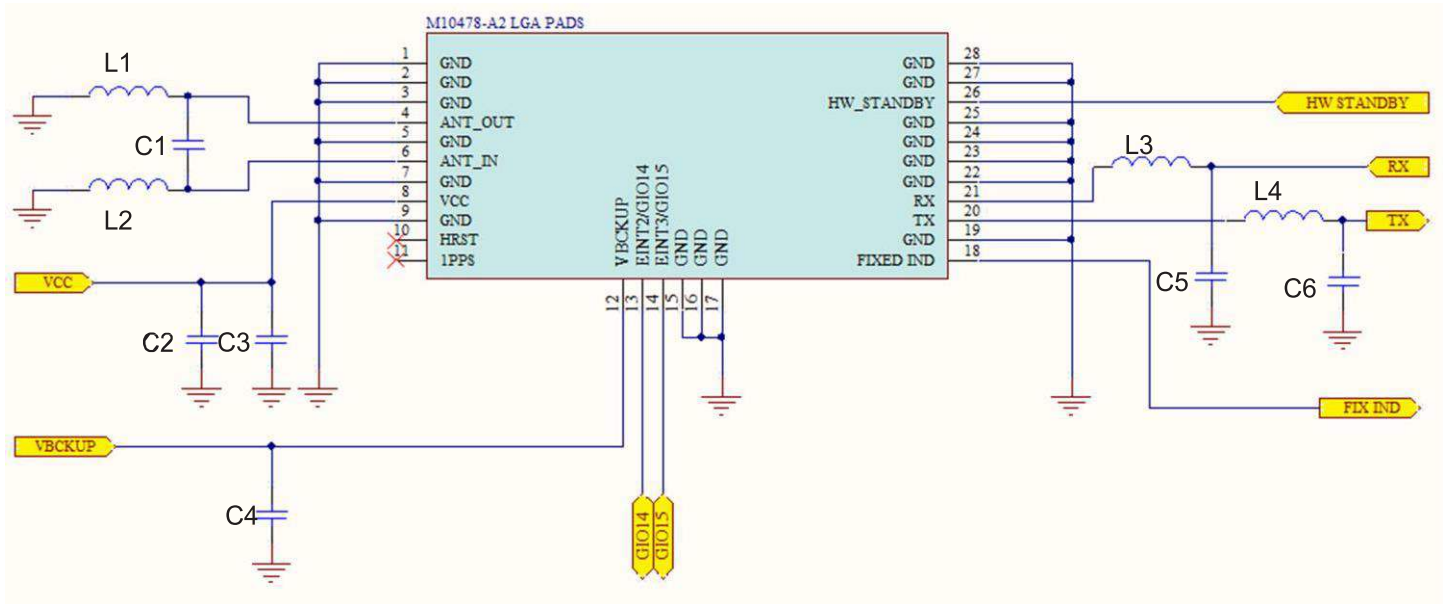 M10478-A2 LGA PADS
1 GND
2 GND
3 GND
4 ANT_OUT
5 GND
6 ANT_IN
7 GND
8 VCC
9 GND
10 HRST
11 1PPS
12 VBCKUP
13 EINT2/GIO14
14 EINT3/GIO15
15 GND
16 GND
17 GND
GND 28
GND 27
HW_STANDBY 26
GND 25
GND 24
GND 23
GND 22
RX 21
TX 20
GND 19
FIXED IND 18
L1
C1
L2
VCC
C2
C3
VBCKUP
C4
GIO14
GIO15
HW STANDBY
L3
RX
L4
TX
C5
C6
FIX IND